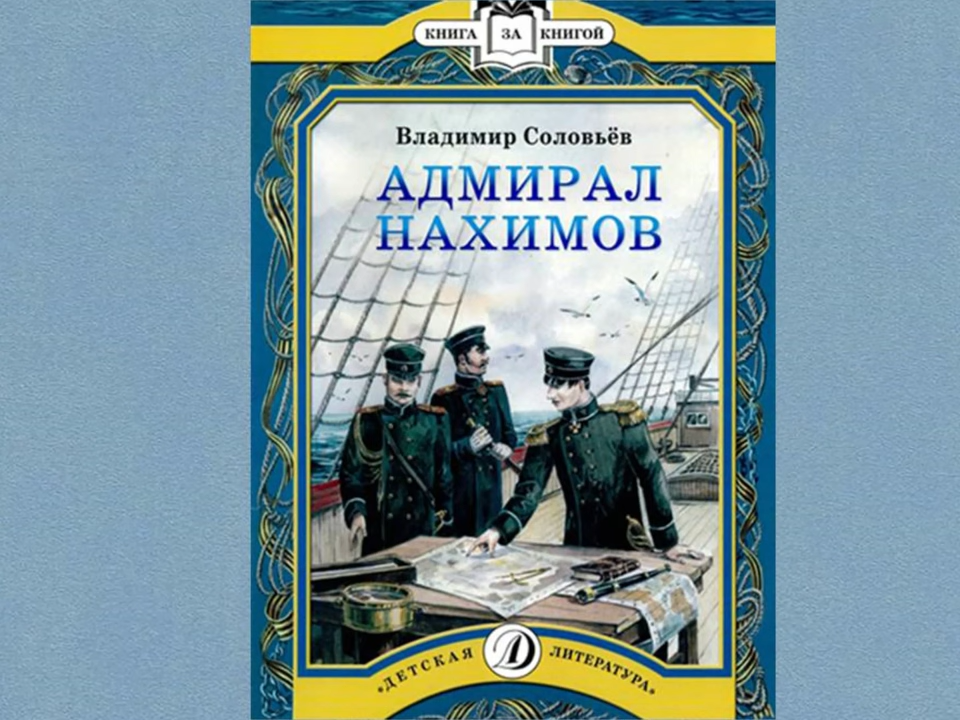 КНИГА ЗА КНИГОЙ
Владимир Соловьёв
АДМИРАЛ
НАХИМОВ
«ДЕТСКАЯ Д ЛИТЕРАТУРА»